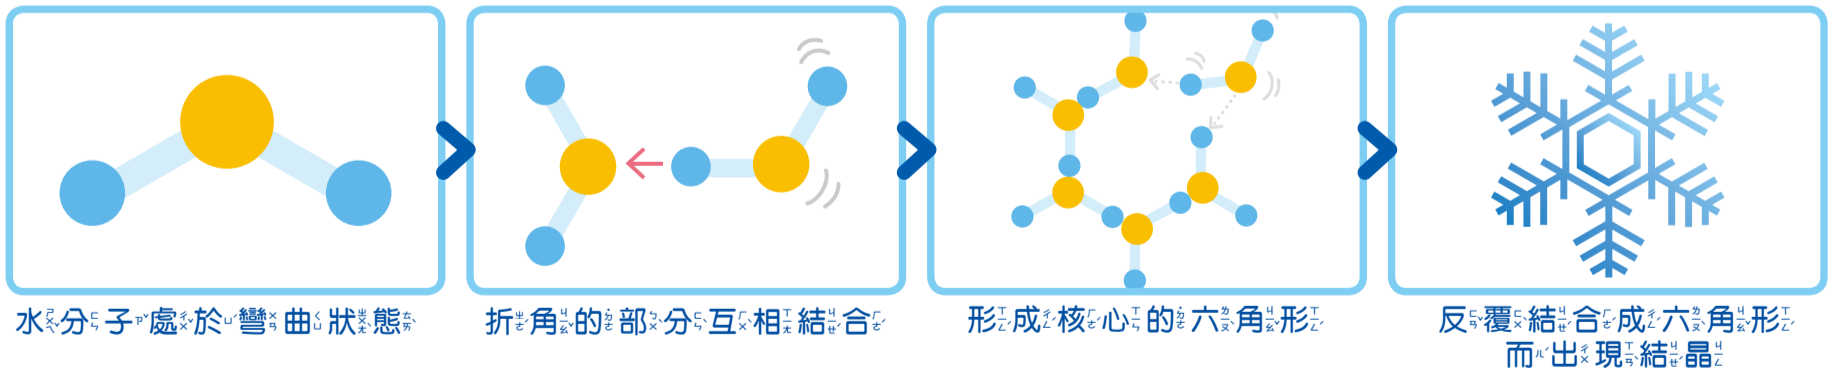 水分子處於彎曲狀態
折角的部分互相結合
形成核心的六角形
反覆結合成六角形
而出現結晶